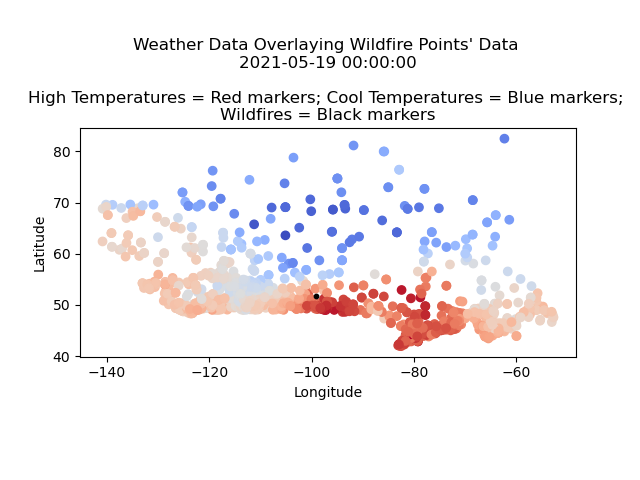 Weather Data Overlaying Wildfire Points' Data
2021-05-19 00:00:00
High Temperatures = Red markers; Cool Temperatures = Blue markers;
Wildfires = Black markers
80
70
60
50
40
Latitude
−140
−120
−100
−80
−60
Longitude